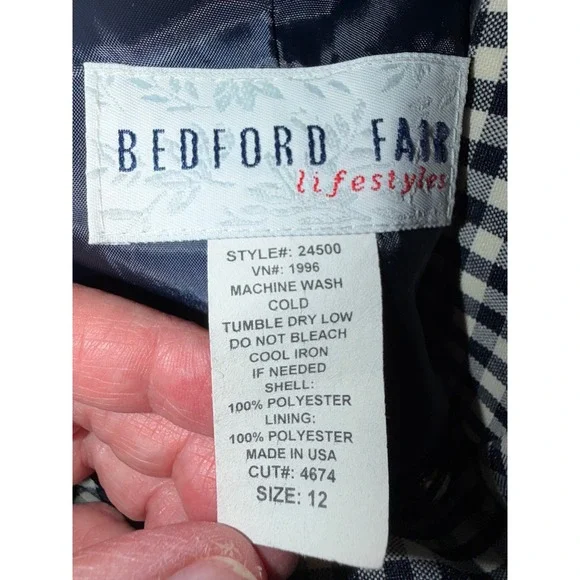 BEDFORD FAIR
lifestyles
STYLE#: 24500
VN#: 1996
MACHINE WASH
COLD
TUMBLE DRY LOW
DO NOT BLEACH
COOL IRON
IF NEEDED
SHELL:
100% POLYESTER
LINING:
100% POLYESTER
MADE IN USA
CUT#: 4674
SIZE: 12